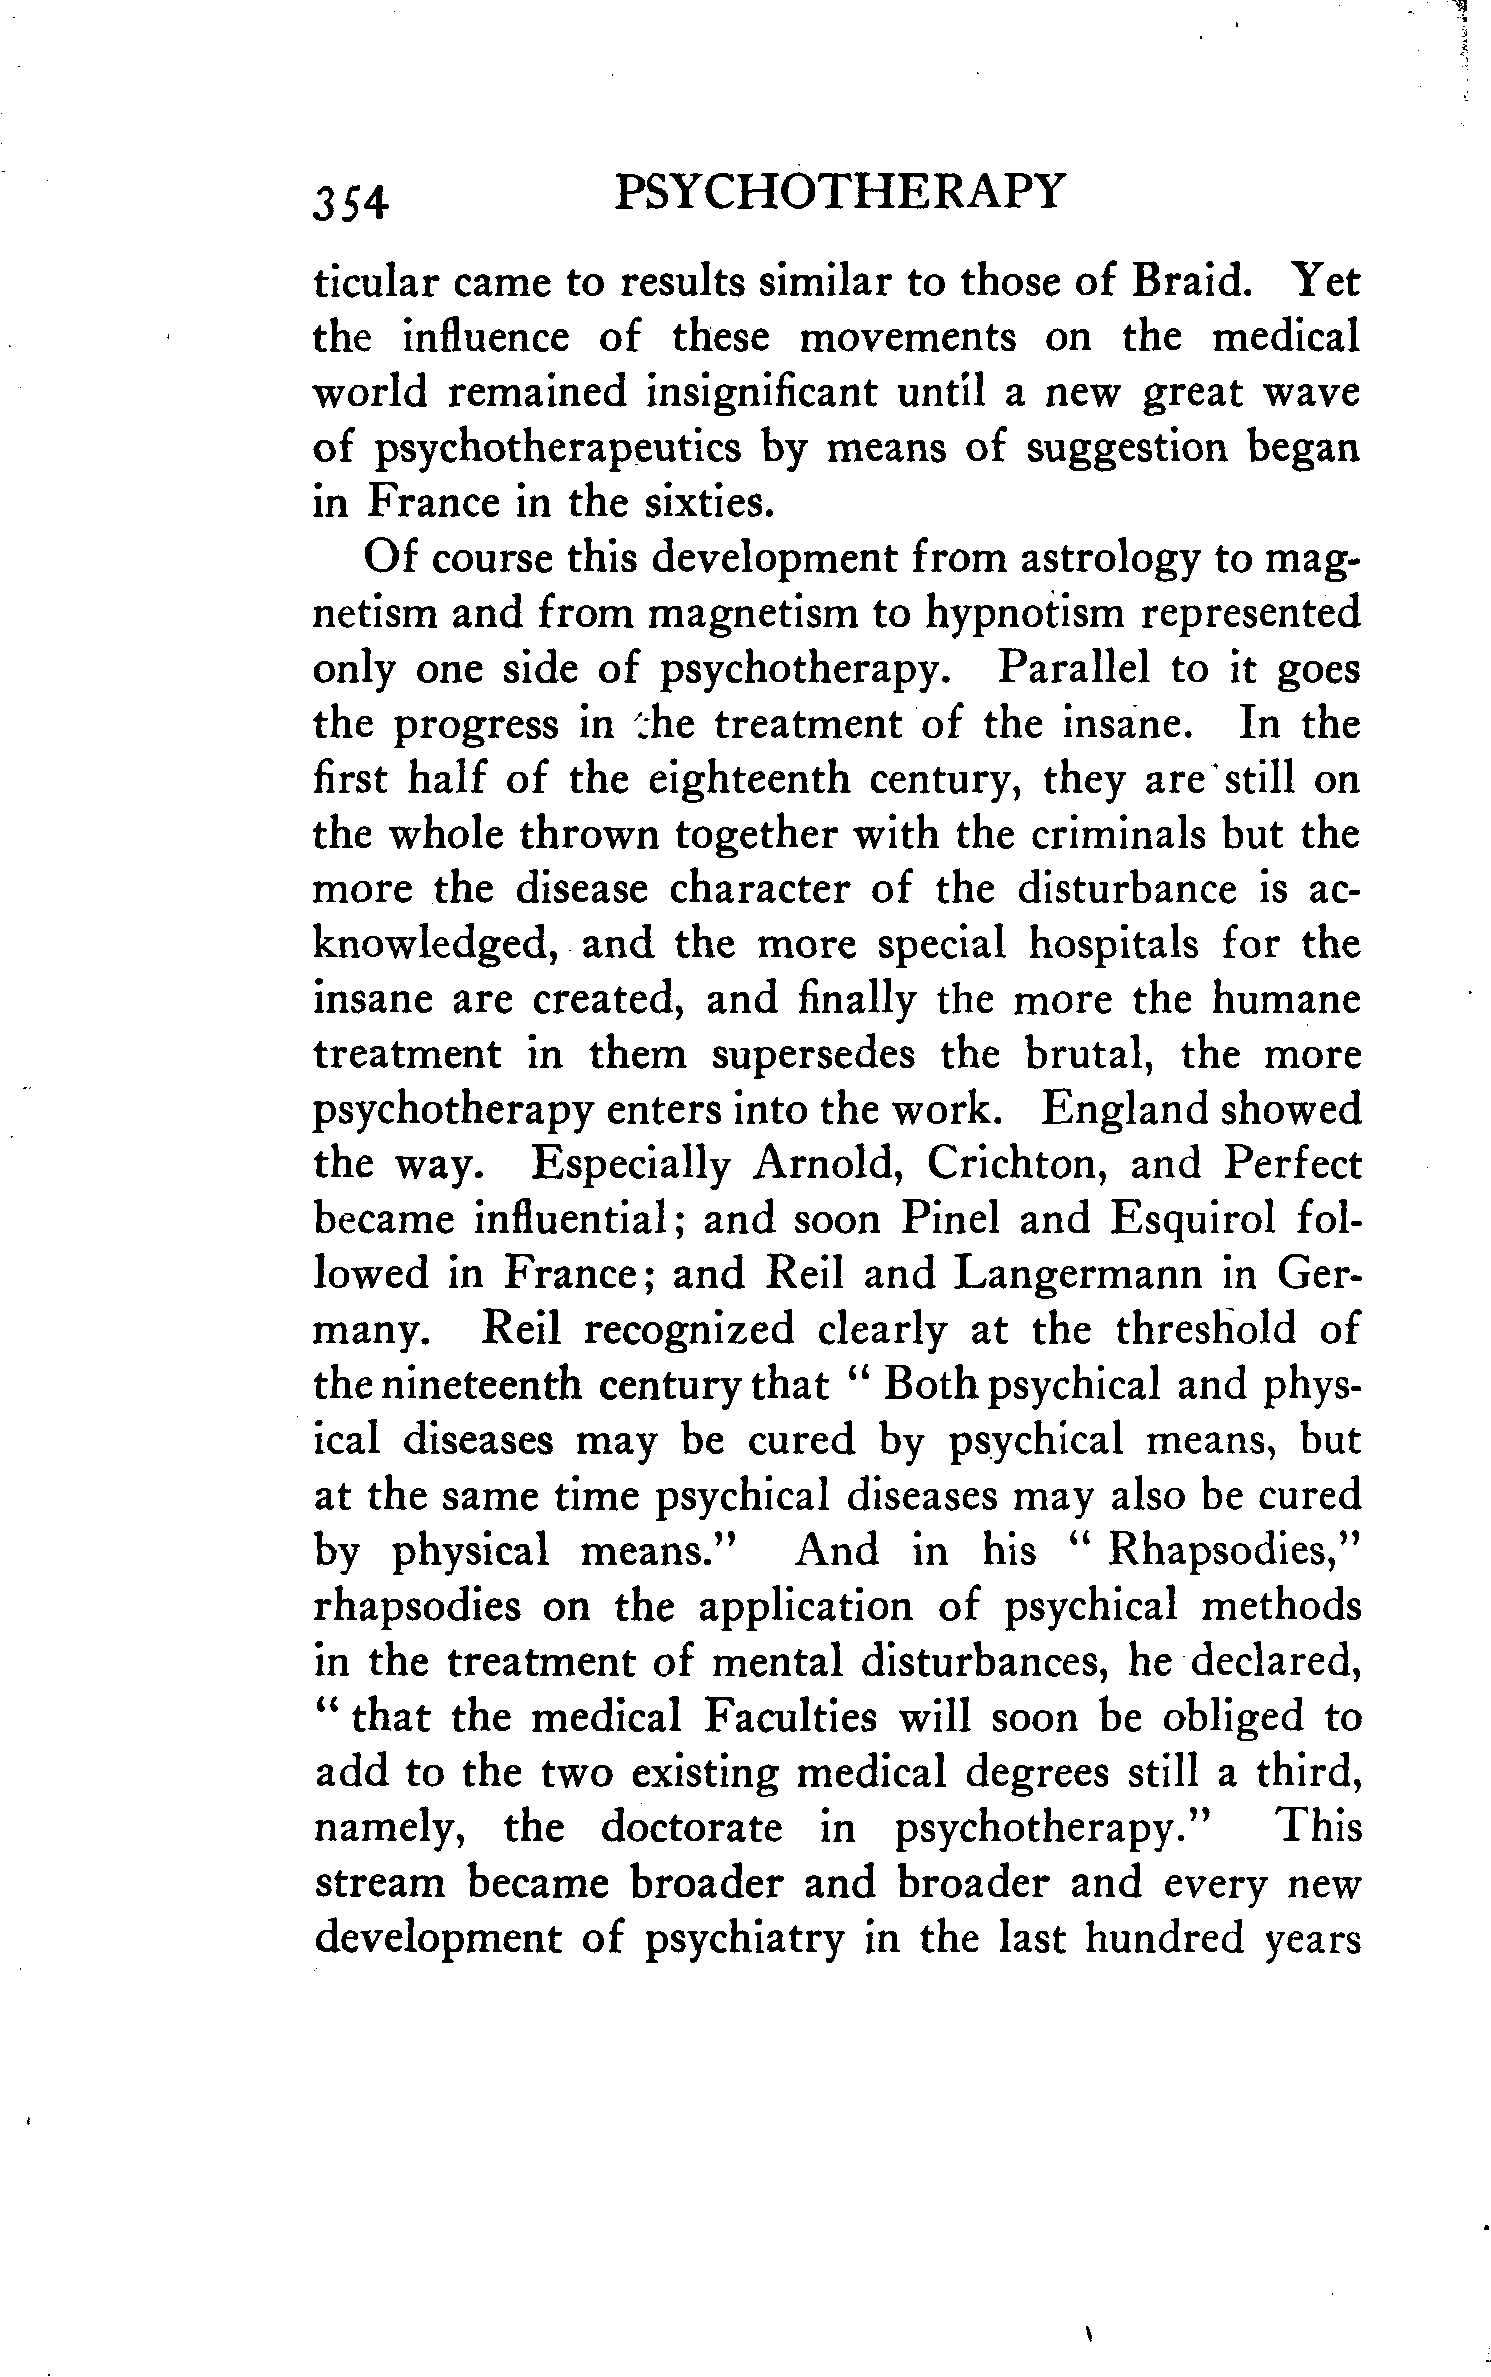 354 PSYCHOTHERAPY
ticular came to results similar to those of Braid. Yet
the influence of these movements on the medical
world remained insignificant until a new great wave
of psychotherapeutics by means of suggestion began
in France in the sixties.
Of course this development from astrology to mag-
netism and from magnetism to hypnotism represented
only one side of psychotherapy. Parallel to it goes
the progress in the treatment of the insane. In the
first half of the eighteenth century, they are still on
the whole thrown together with the criminals but the
more the disease character of the disturbance is ac-
knowledged, and the more special hospitals for the
insane are created, and finally the more the humane
treatment in them supersedes the brutal, the more
psychotherapy enters into the work. England showed
the way. Especially Arnold, Crichton, and Perfect
became influential; and soon Pinel and Esquirol fol-
lowed in France; and Reil and Langermann in Ger-
many. Reil recognized clearly at the threshold of
the nineteenth century that " Both psychical and phys-
ical diseases may be cured by psychical means, but
at the same time psychical diseases may also be cured
by physical means." And in his " Rhapsodies,"
rhapsodies on the application of psychical methods
in the treatment of mental disturbances, he declared,
" that the medical Faculties will soon be obliged to
add to the two existing medical degrees still a third,
namely, the doctorate in psychotherapy." This
stream became broader and broader and every new
development of psychiatry in the last hundred years